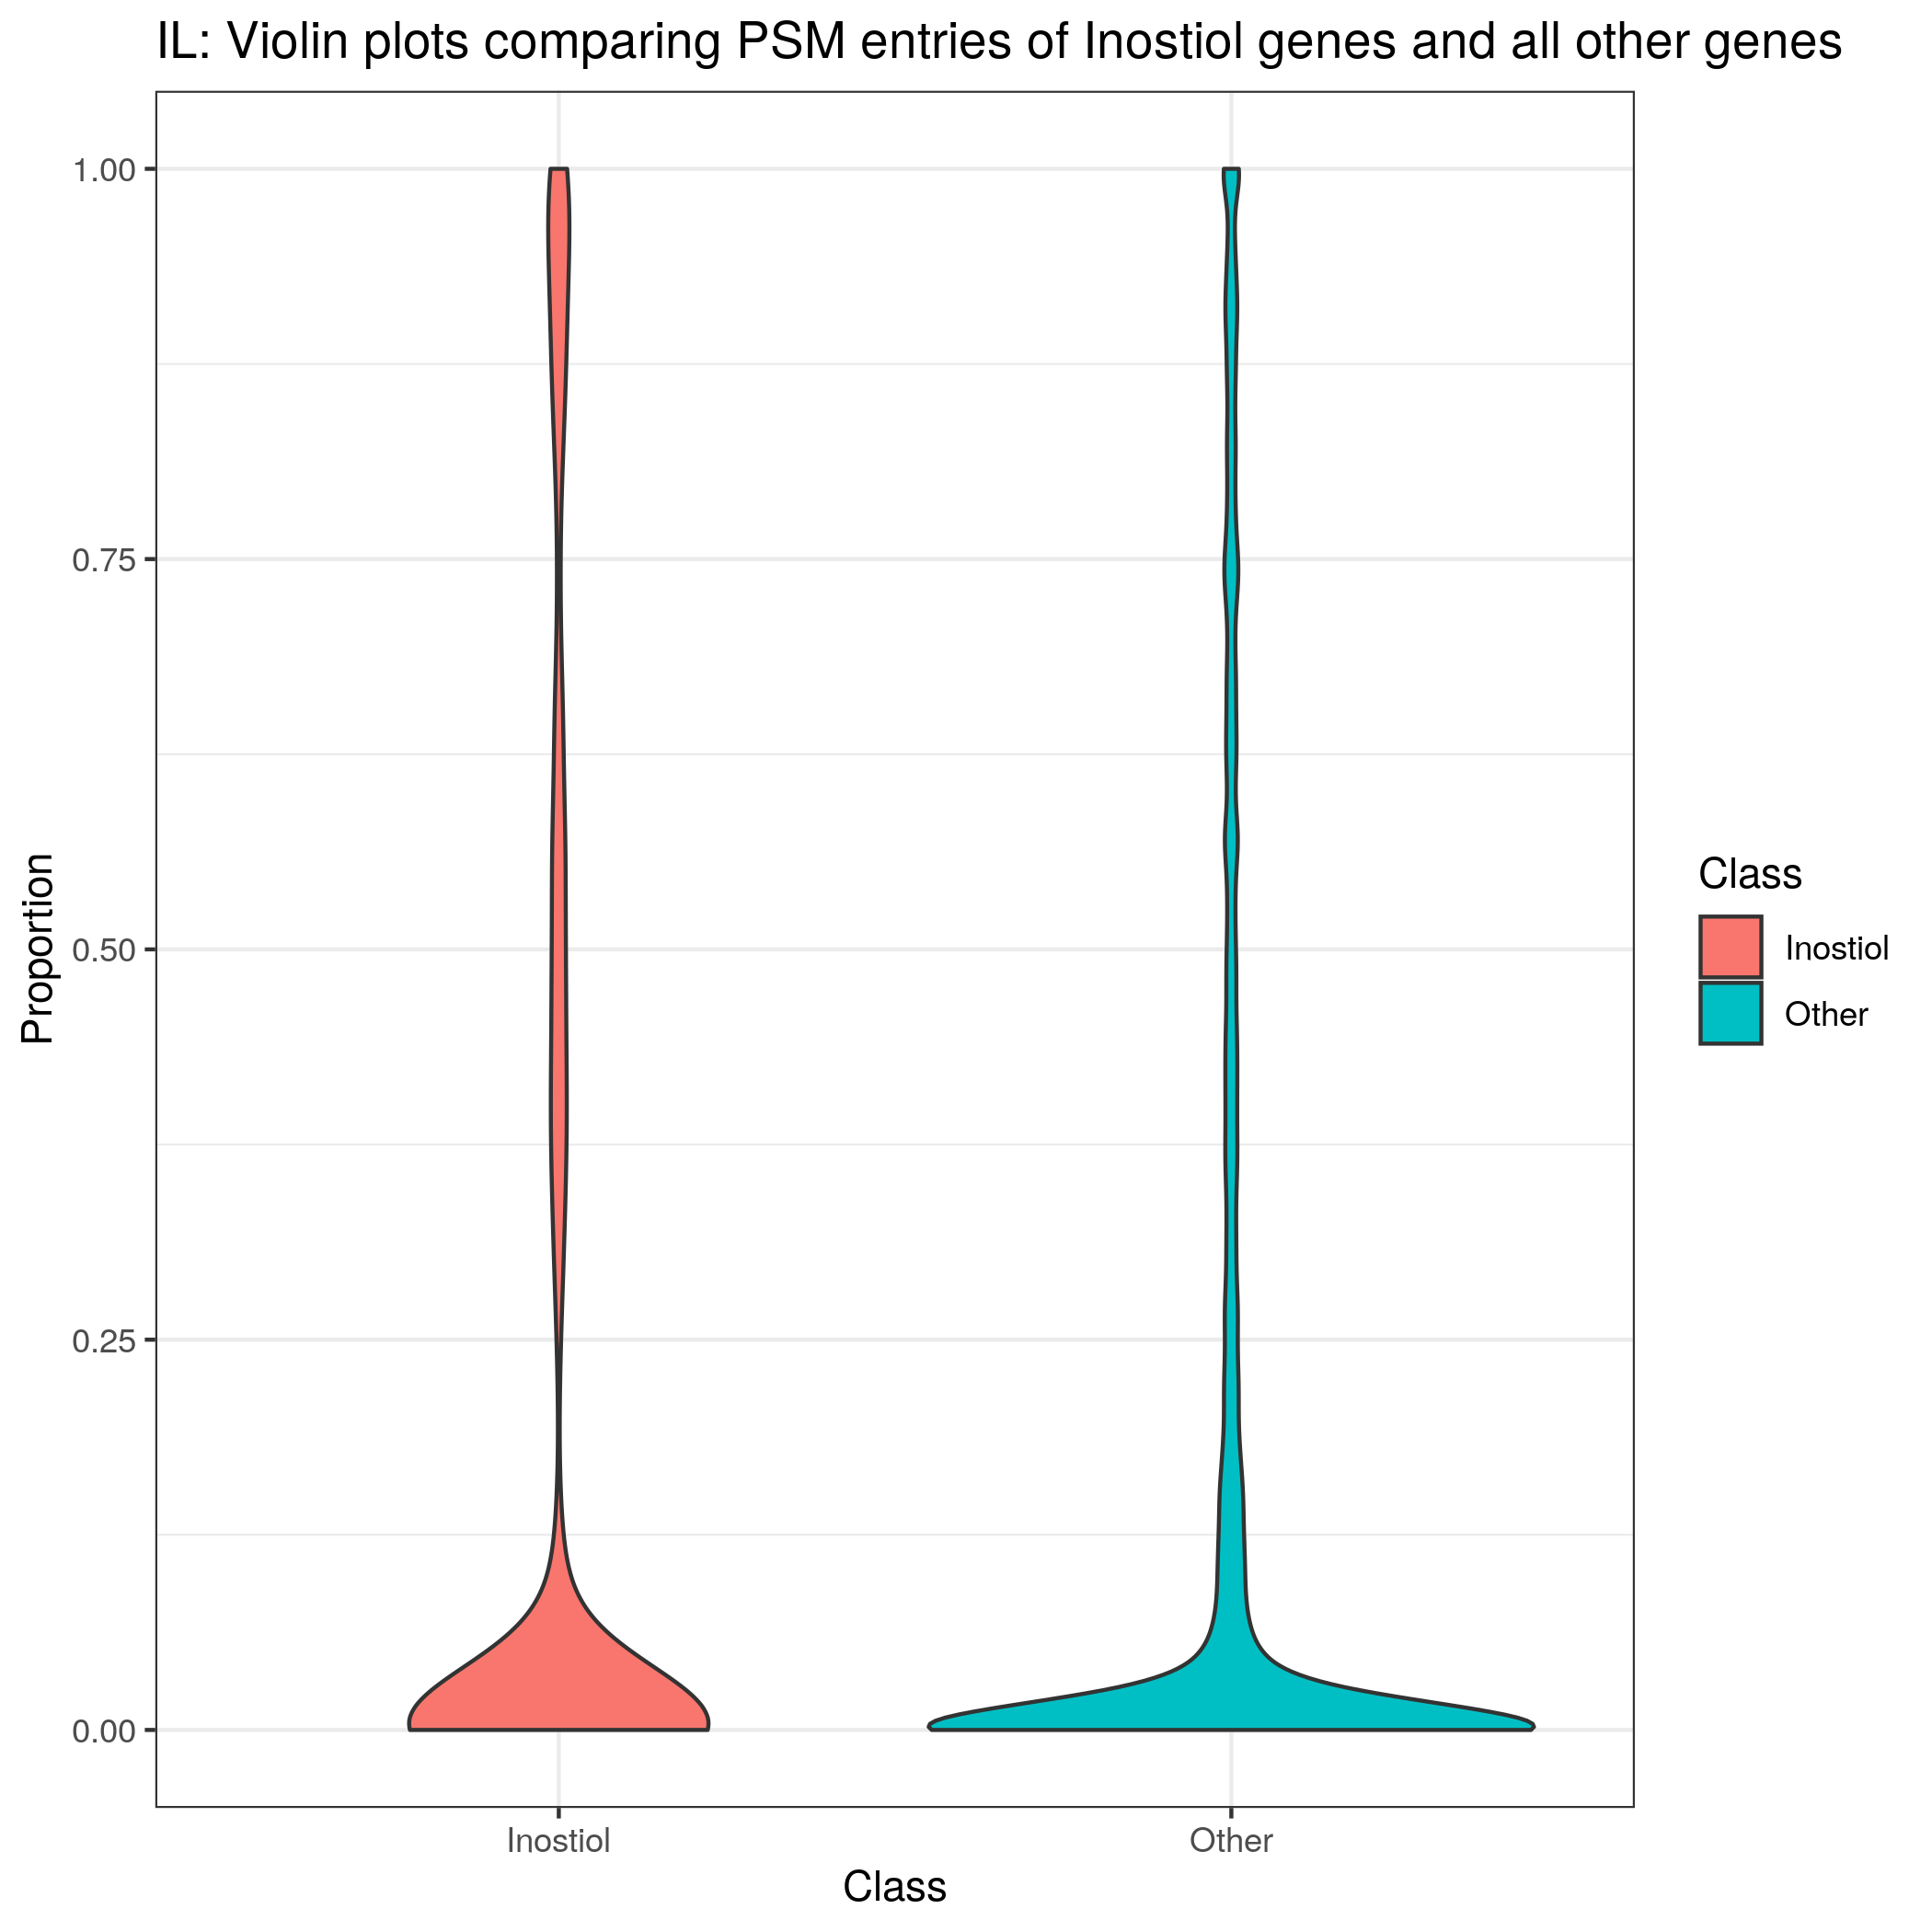 IL: Violin plots comparing PSM entries of Inostiol genes and all other genes
1.00
0.75
0.50
0.25
0.00
Proportion
Inostiol
Other
Class
Class
Inostiol
Other